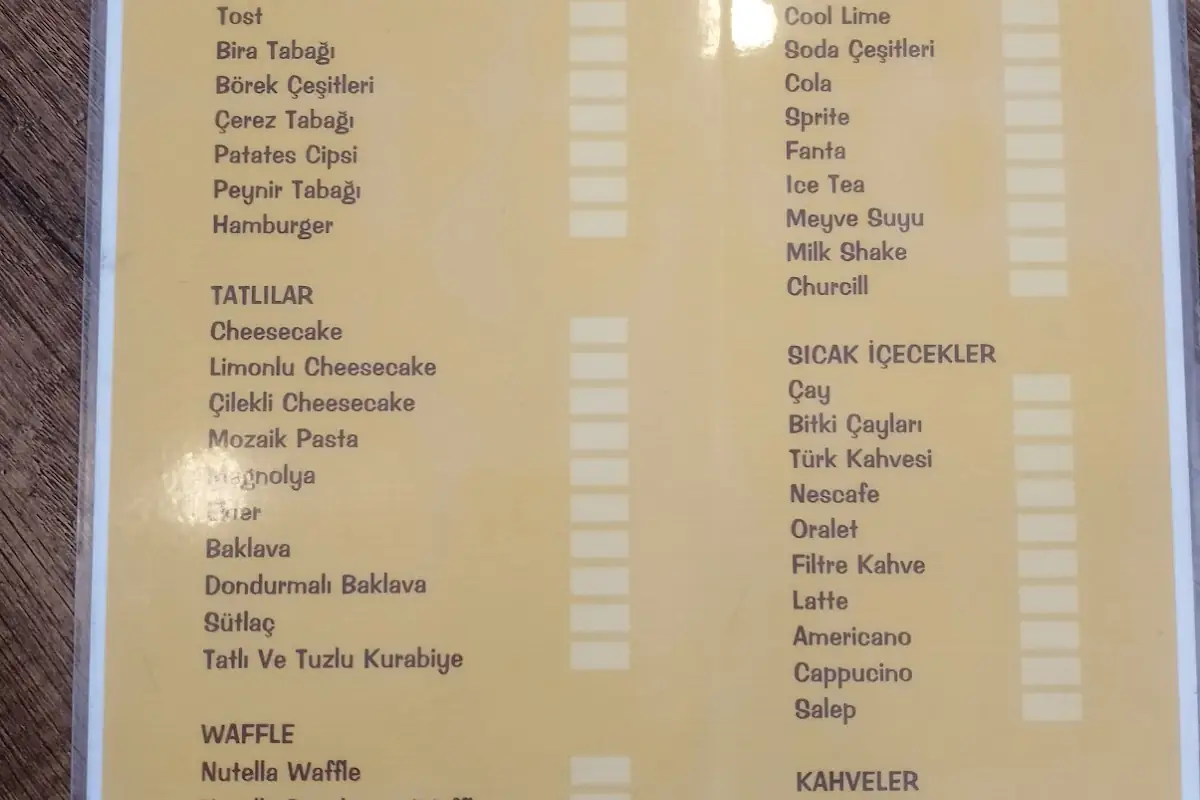 Tost
Bira Tabağı
Börek Çeşitleri
Çerez Tabağı
Patates Cipsi
Peynir Tabağı
Hamburger
TATLILAR
Cheesecake
Limonlu Cheesecake
Çilekli Cheesecake
Mozaik Pasta
Magnolya
Baklava
Dondurmalı Baklava
Sütlaç
Tatlı Ve Tuzlu Kurabiye
WAFFLE
Nutella Waffle
Cool Lime
Soda Çeşitleri
Cola
Sprite
Fanta
Ice Tea
Meyve Suyu
Milk Shake
Churcill
SICAK İÇECEKLER
Çay
Bitki Çayları
Türk Kahvesi
Nescafe
Oralet
Filtre Kahve
Latte
Americano
Cappucino
Salep
KAHVELER